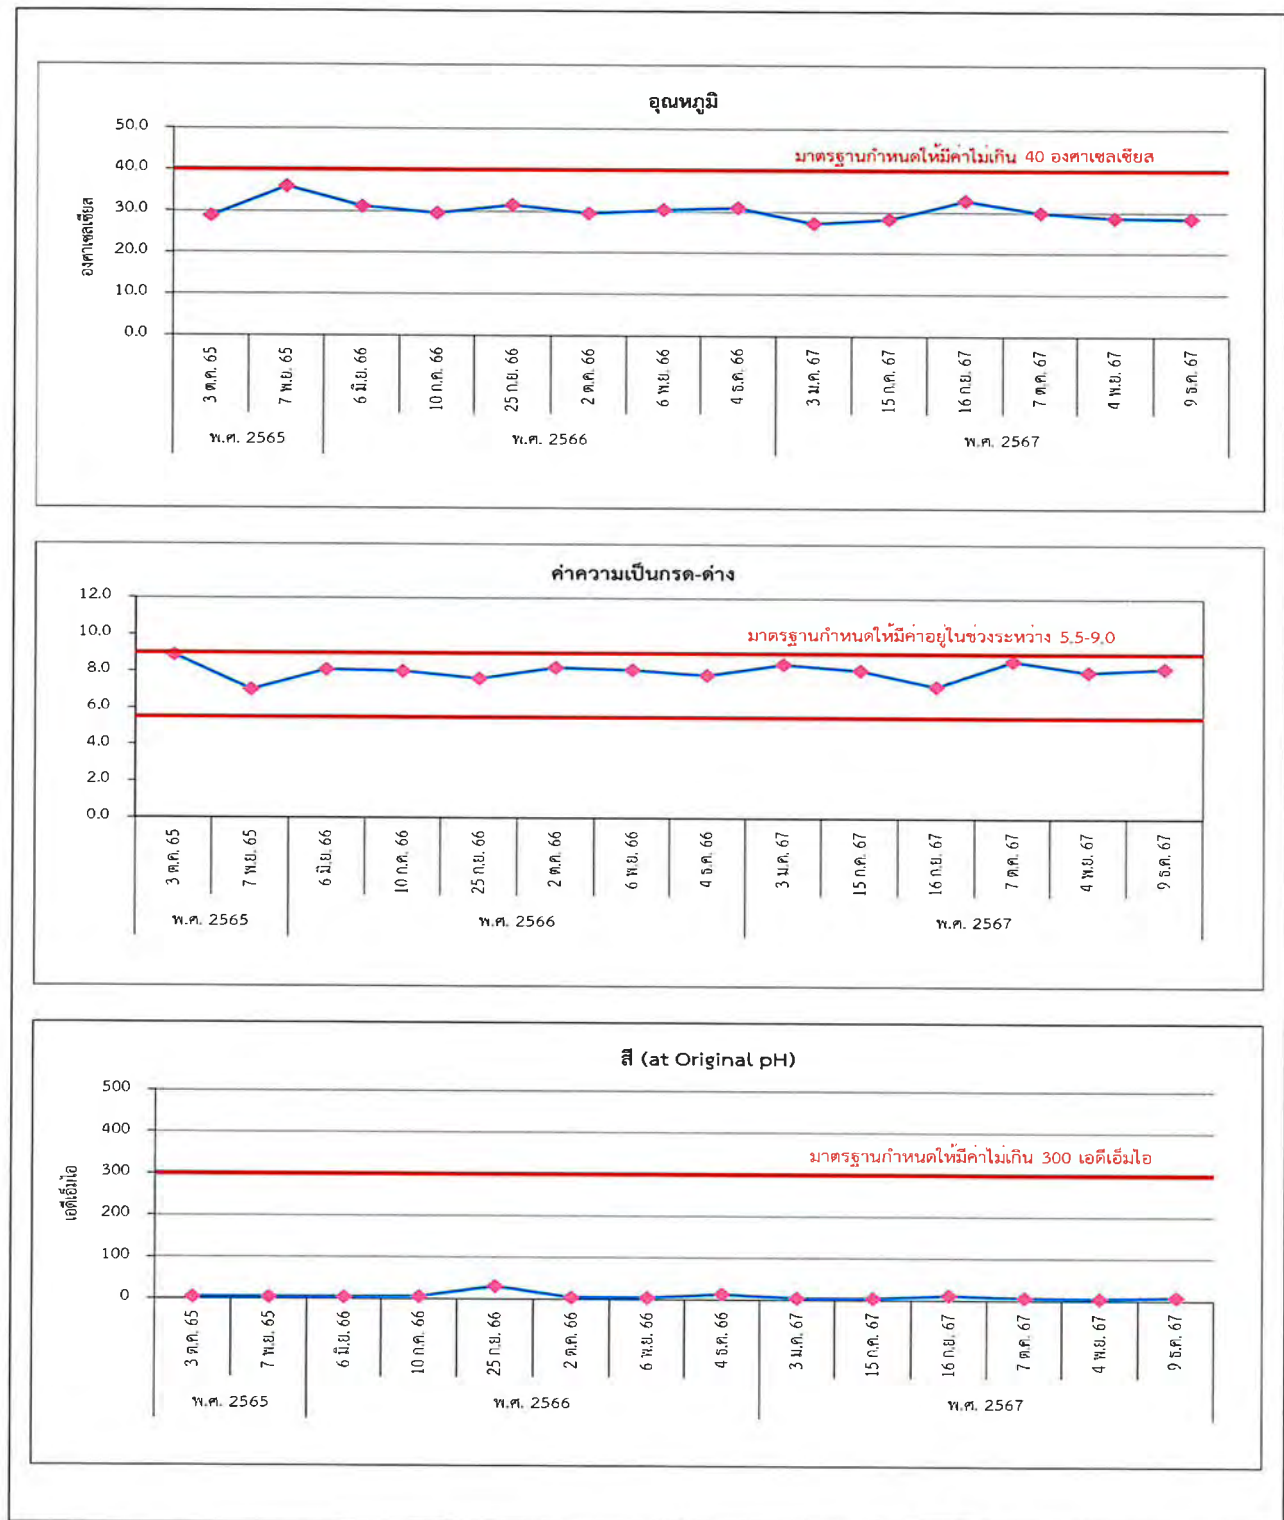 อุณหภูมิ
มาตรฐานกำหนดให้มีค่าไม่เกิน 40 องศาเซลเซียส
องศาเซลเซียส
50.0
40.0
30.0
20.0
10.0
0.0
3 ต.ค. 65 7 พ.ย. 65 6 มิ.ย. 66 10 ก.ค. 66 25 ก.ย. 66 2 ต.ค. 66 6 พ.ย. 66 4 ธ.ค. 66 3 ม.ค. 67 15 ก.ค. 67 16 ก.ย. 67 7 ต.ค. 67 4 พ.ย. 67 9 ธ.ค. 67
พ.ศ. 2565 พ.ศ. 2566 พ.ศ. 2567
ค่าความเป็นกรด-ด่าง
มาตรฐานกำหนดให้มีค่าอยู่ในช่วงระหว่าง 5.5-9.0
12.0
10.0
8.0
6.0
4.0
2.0
0.0
3 ต.ค. 65 7 พ.ย. 65 6 มิ.ย. 66 10 ก.ค. 66 25 ก.ย. 66 2 ต.ค. 66 6 พ.ย. 66 4 ธ.ค. 66 3 ม.ค. 67 15 ก.ค. 67 16 ก.ย. 67 7 ต.ค. 67 4 พ.ย. 67 9 ธ.ค. 67
พ.ศ. 2565 พ.ศ. 2566 พ.ศ. 2567
สี (at Original pH)
มาตรฐานกำหนดให้มีค่าไม่เกิน 300 เอดีเอ็มไอ
เอดีเอ็มไอ
500
400
300
200
100
0
3 ต.ค. 65 7 พ.ย. 65 6 มิ.ย. 66 10 ก.ค. 66 25 ก.ย. 66 2 ต.ค. 66 6 พ.ย. 66 4 ธ.ค. 66 3 ม.ค. 67 15 ก.ค. 67 16 ก.ย. 67 7 ต.ค. 67 4 พ.ย. 67 9 ธ.ค. 67
พ.ศ. 2565 พ.ศ. 2566 พ.ศ. 2567